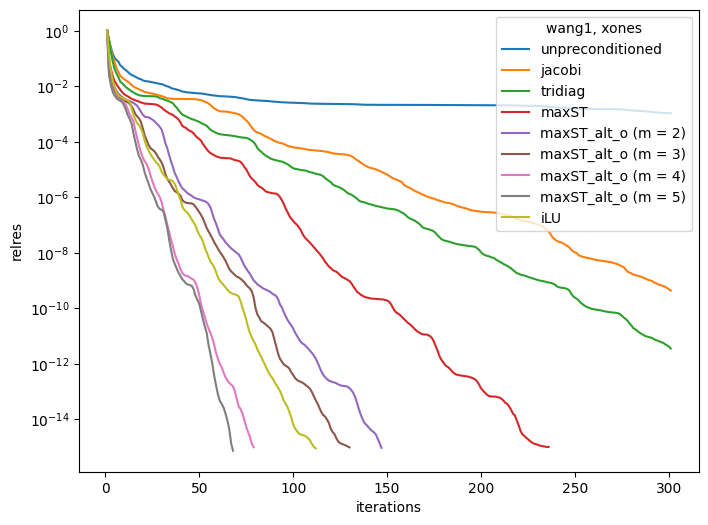 wang1, xones
unpreconditioned
jacobi
tridiag
maxST
maxST_alt_o (m = 2)
maxST_alt_o (m = 3)
maxST_alt_o (m = 4)
maxST_alt_o (m = 5)
iLU
relres
10⁰
10⁻²
10⁻⁴
10⁻⁶
10⁻⁸
10⁻¹⁰
10⁻¹²
10⁻¹⁴
0 50 100 150 200 250 300
iterations